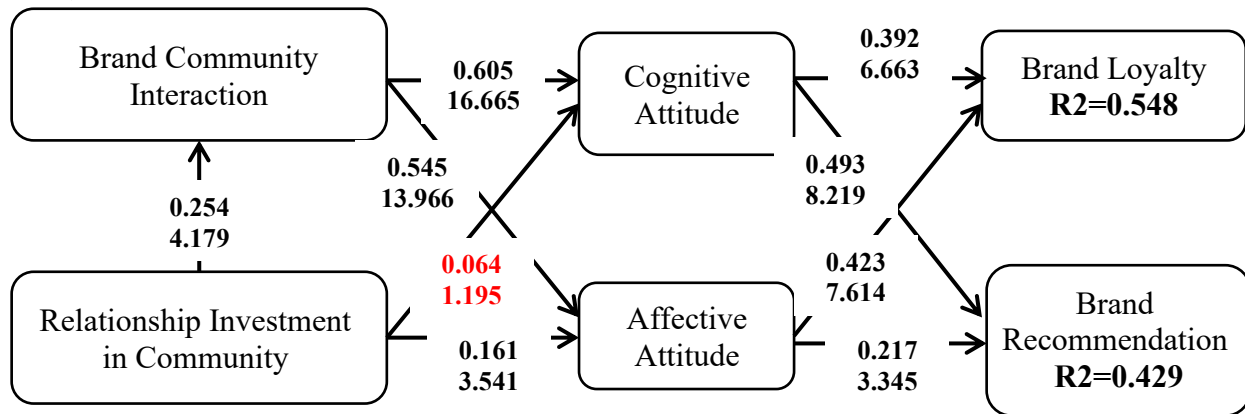 Brand Community
Interaction
0.605
16.665
Cognitive
Attitude
0.392
6.663
Brand Loyalty
R2=0.548
0.545
13.966
0.493
8.219
0.254
4.179
0.064
1.195
0.423
7.614
Relationship Investment
in Community
0.161
3.541
Affective
Attitude
0.217
3.345
Brand
Recommendation
R2=0.429